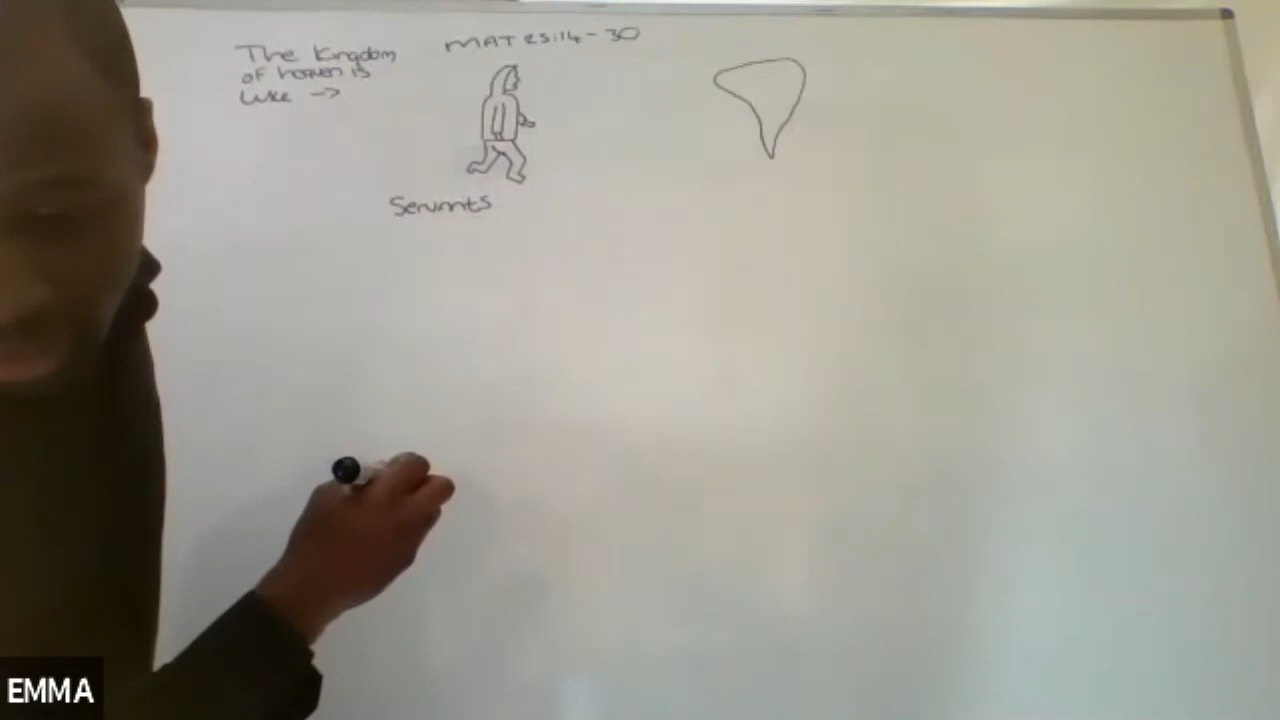 The Kingdom
of heaven is
like ->
MAT 25:14-30
Servants
EMMA